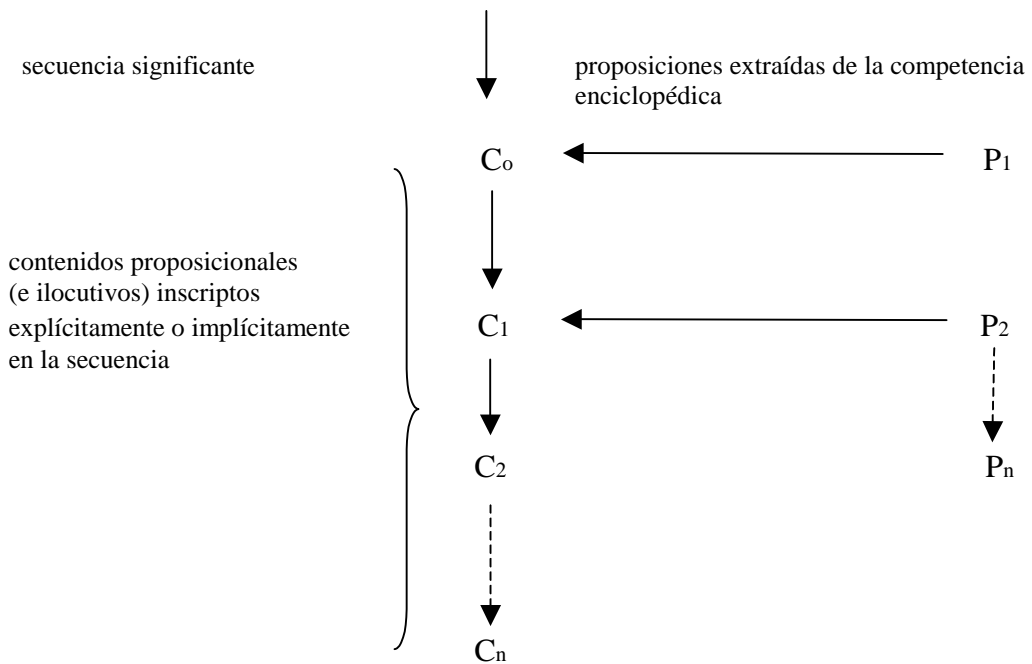 secuencia significante
proposiciones extraídas de la competencia
enciclopédica
Co
P1
contenidos proposicionales
(e ilocutivos) inscriptos
explícitamente o implícitamente
en la secuencia
C1
P2
C2
Pn
Cn